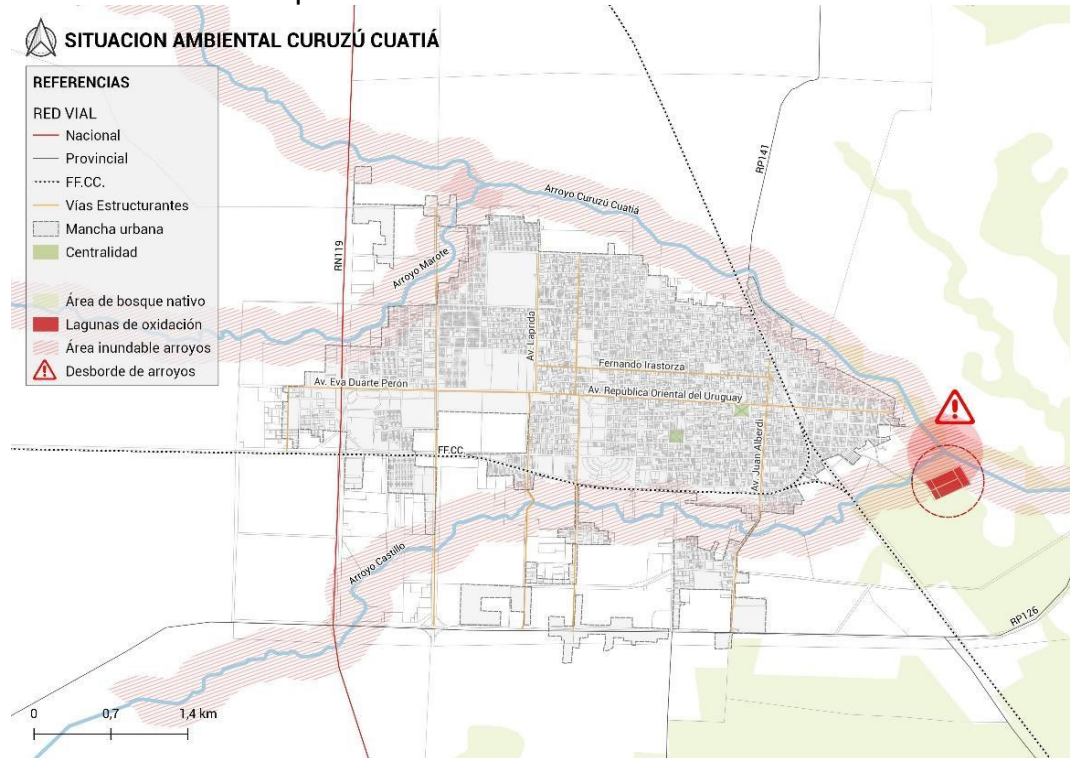 SITUACION AMBIENTAL CURUZÚ CUATIÁ
REFERENCIAS
RED VIAL
Nacional
Provincial
FF.CC.
Vías Estructurantes
Mancha urbana
Centralidad
Área de bosque nativo
Lagunas de oxidación
Área inundable arroyos
Desborde de arroyos
RN119
RP141
Arroyo Curuzú Cuatiá
Arroyo Marote
Av. Laprida
Fernando Irastorza
Av. Eva Duarte Perón
Av. República Oriental del Uruguay
Av. Juan Alberdi
FF.CC.
Arroyo Castillo
RP126
0 0,7 1,4 km